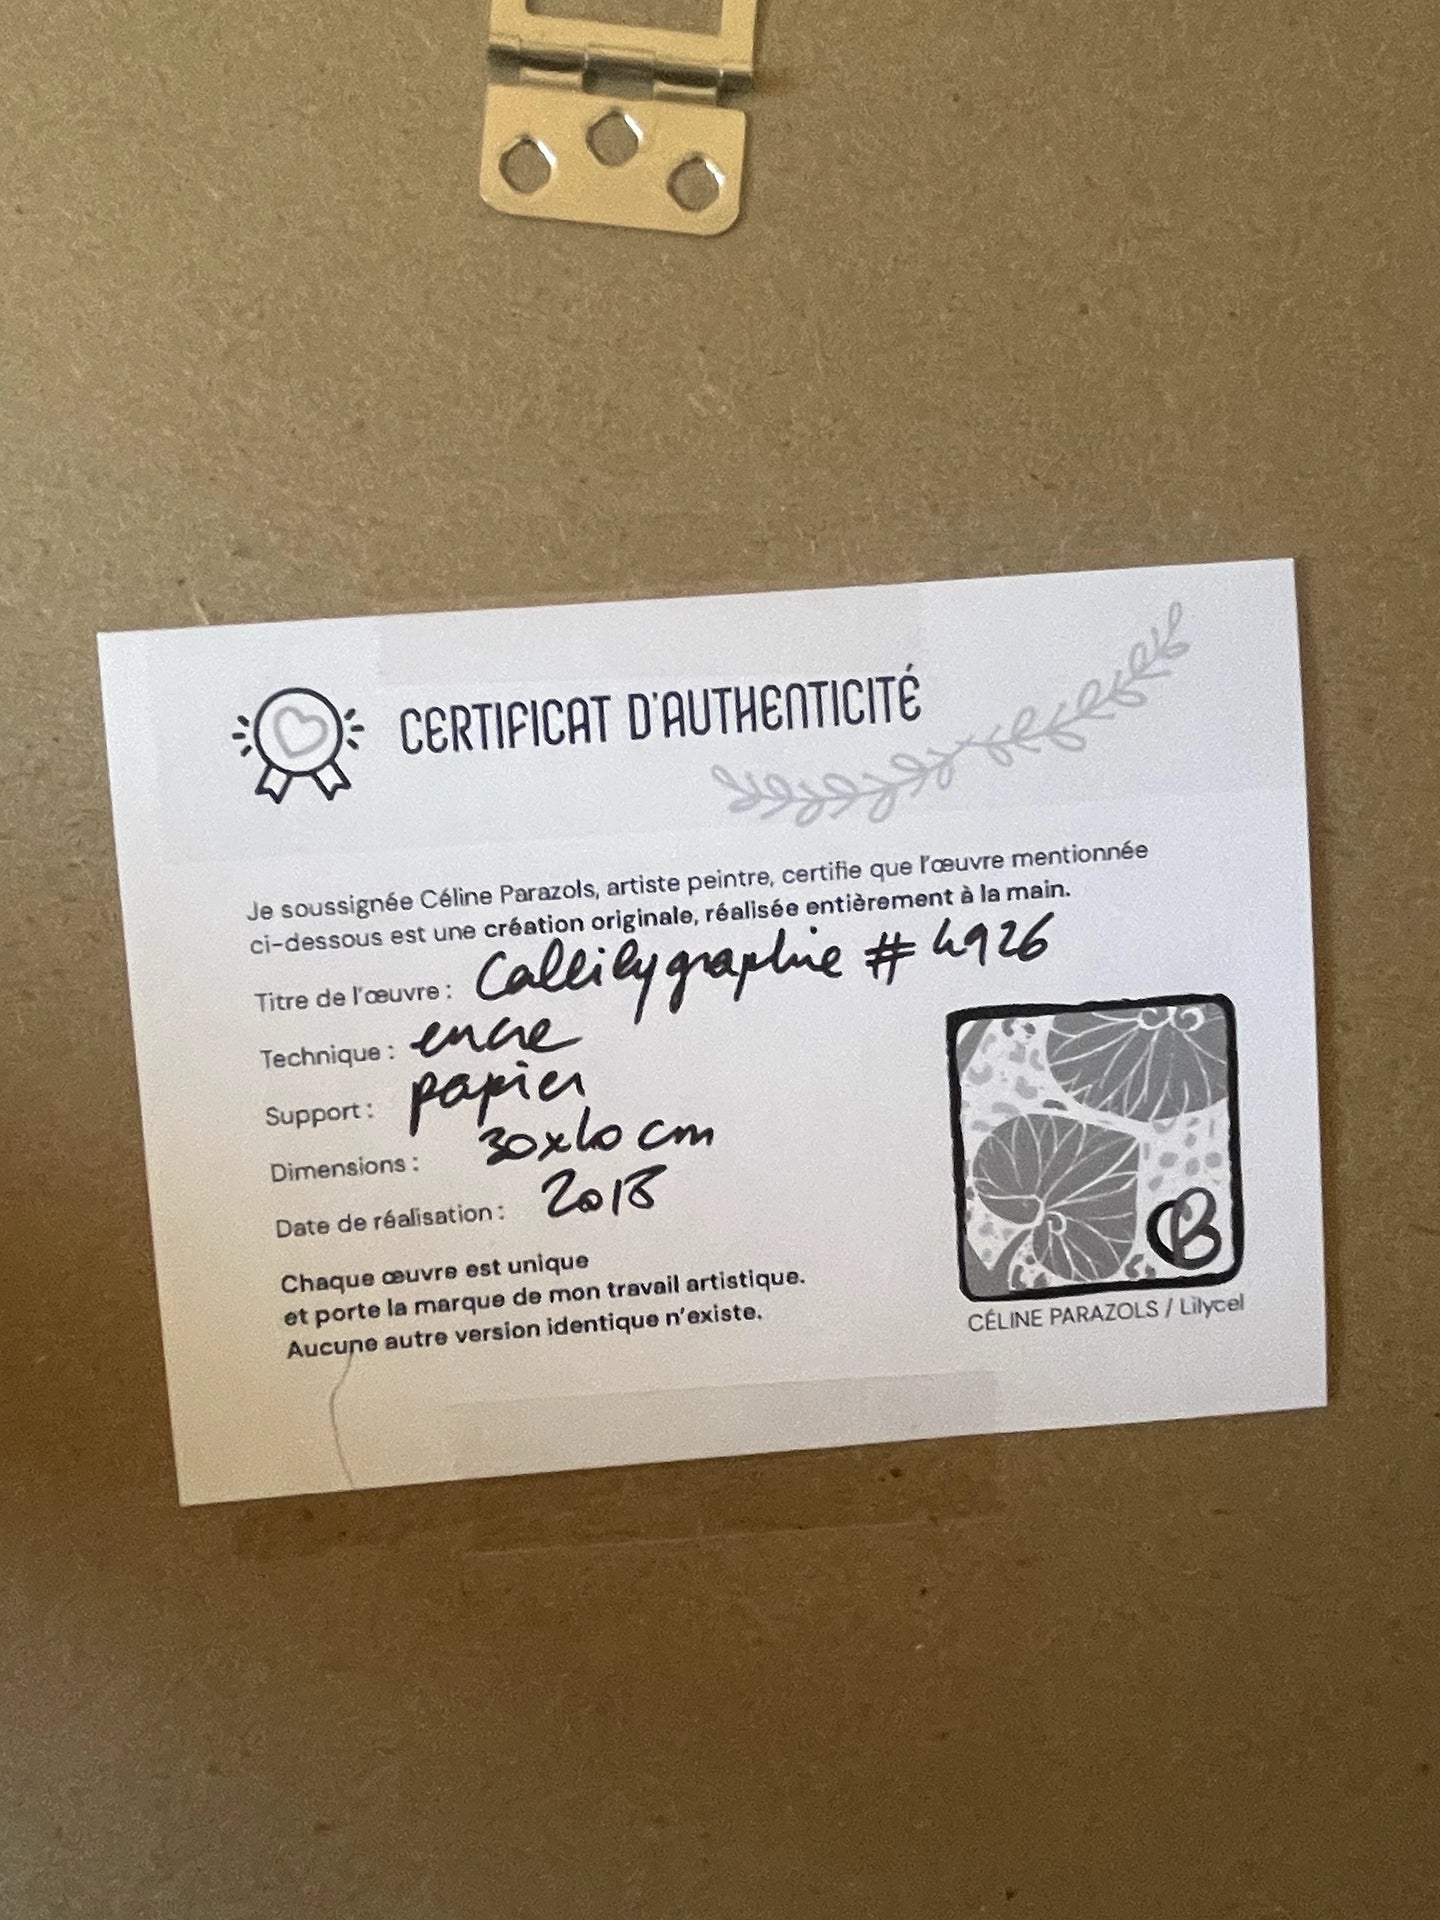 CERTIFICAT D'AUTHENTICITÉ
Je soussignée Céline Parazols, artiste peintre, certifie que l'œuvre mentionnée
ci-dessous est une création originale, réalisée entièrement à la main.
Titre de l'œuvre : Callilygraphie # 4926
Technique : encre
Support : papier
Dimensions : 30x40 cm
Date de réalisation : 2018
Chaque œuvre est unique
et porte la marque de mon travail artistique.
Aucune autre version identique n'existe.
CÉLINE PARAZOLS / Lilycel